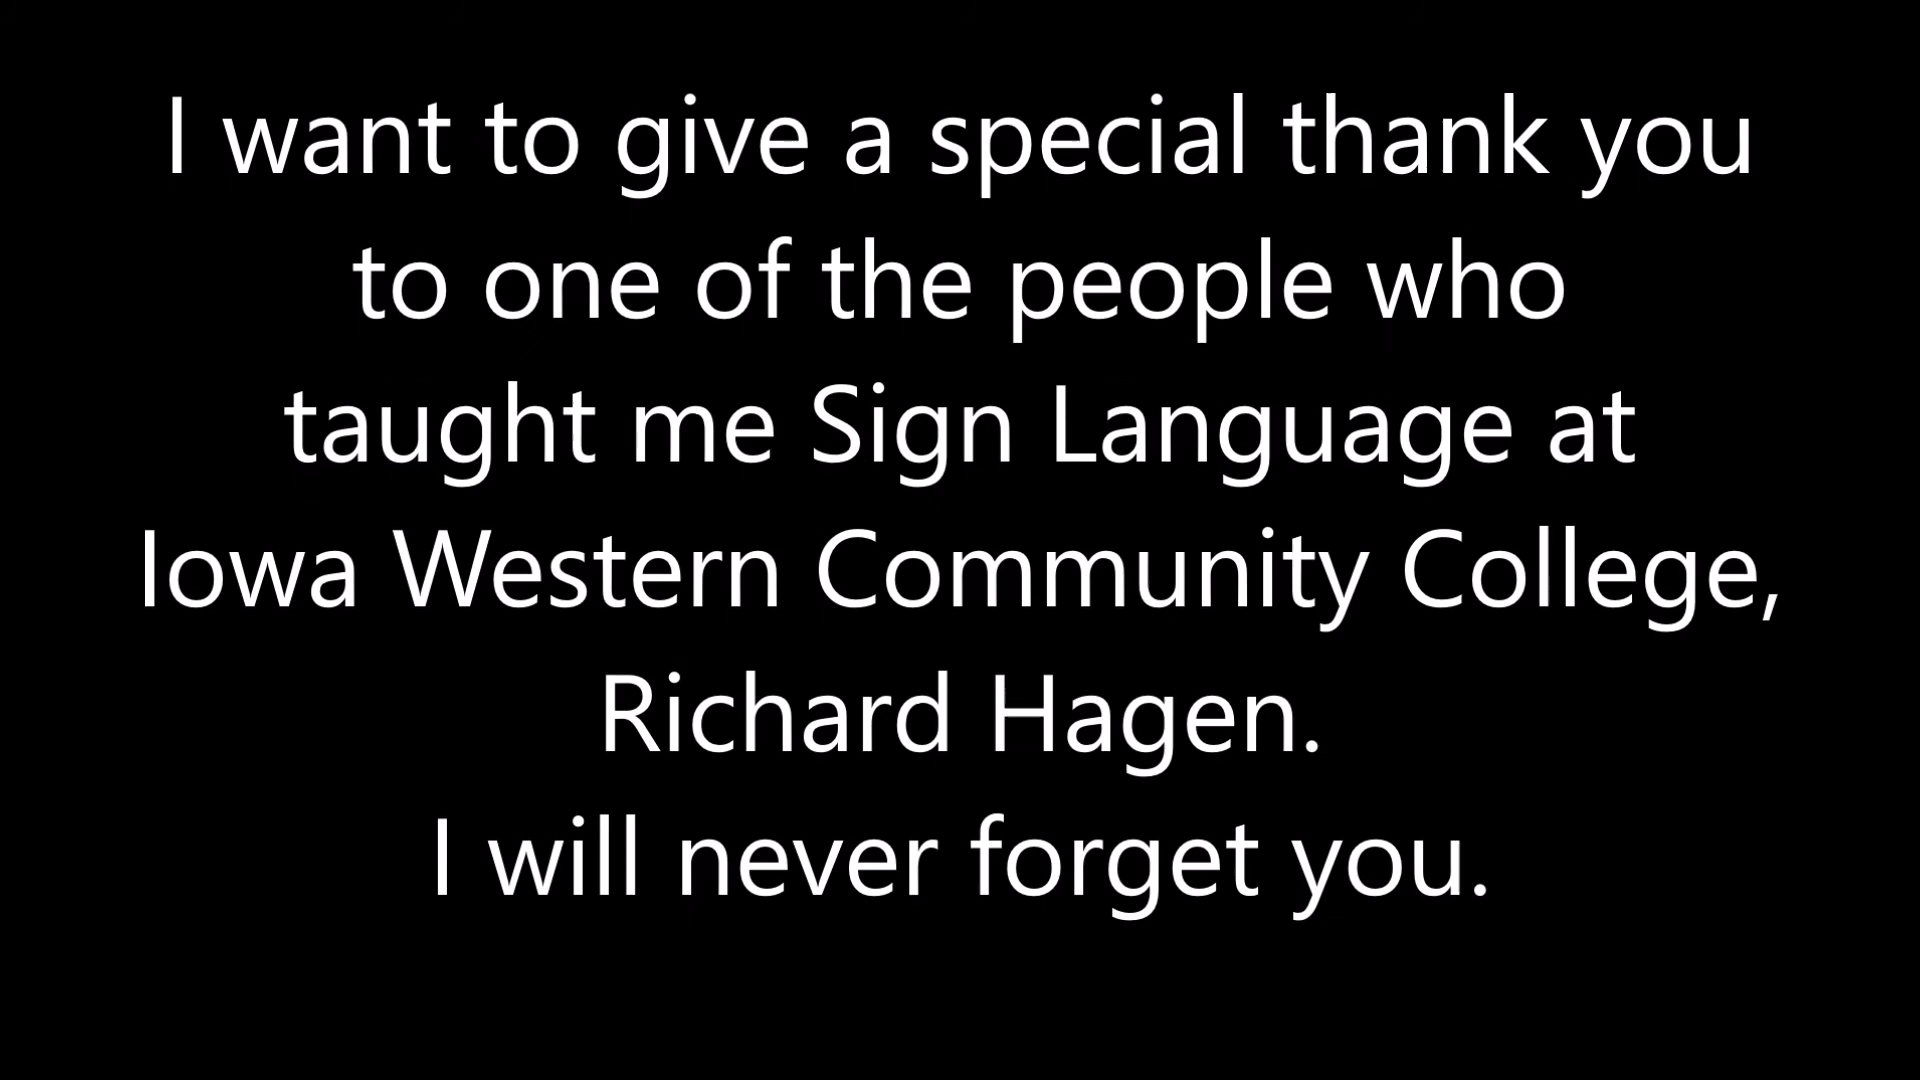 I want to give a special thank you
to one of the people who
taught me Sign Language at
Iowa Western Community College,
Richard Hagen.
I will never forget you.